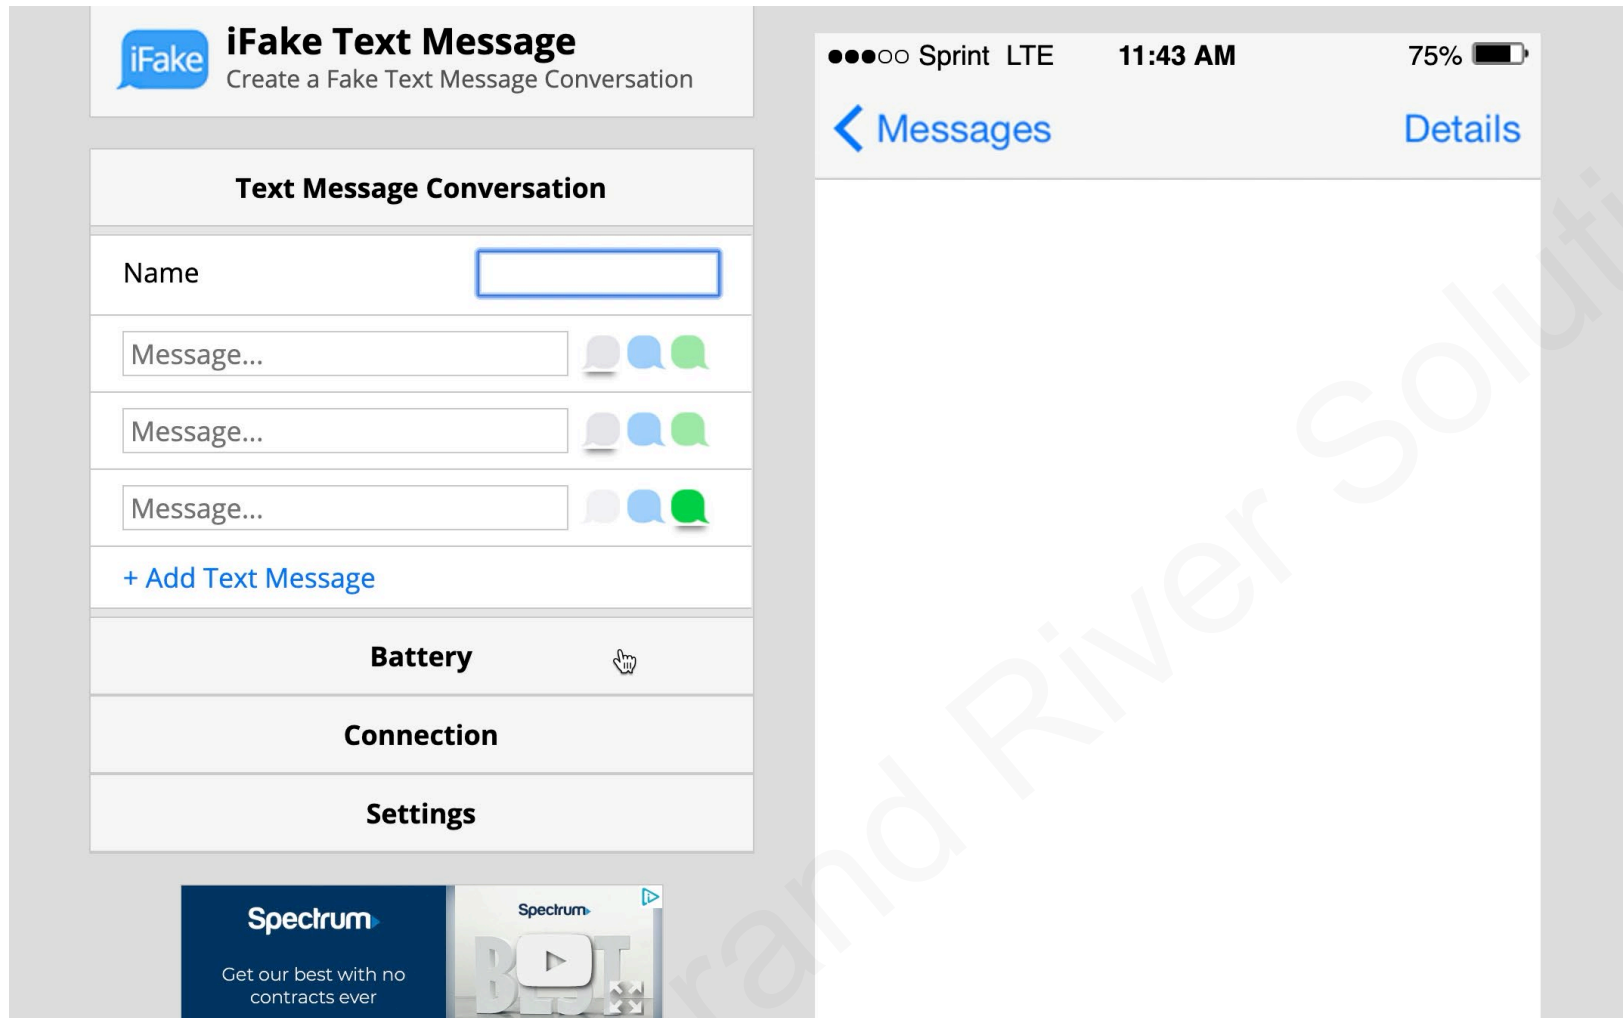 iFake
iFake Text Message
Create a Fake Text Message Conversation
Text Message Conversation
Name
Message...
Message...
Message...
+ Add Text Message
Battery
Connection
Settings
Spectrum
Get our best with no
contracts ever
Spectrum
BEST
Sprint LTE 11:43 AM 75%
Messages Details
rand River Soluti